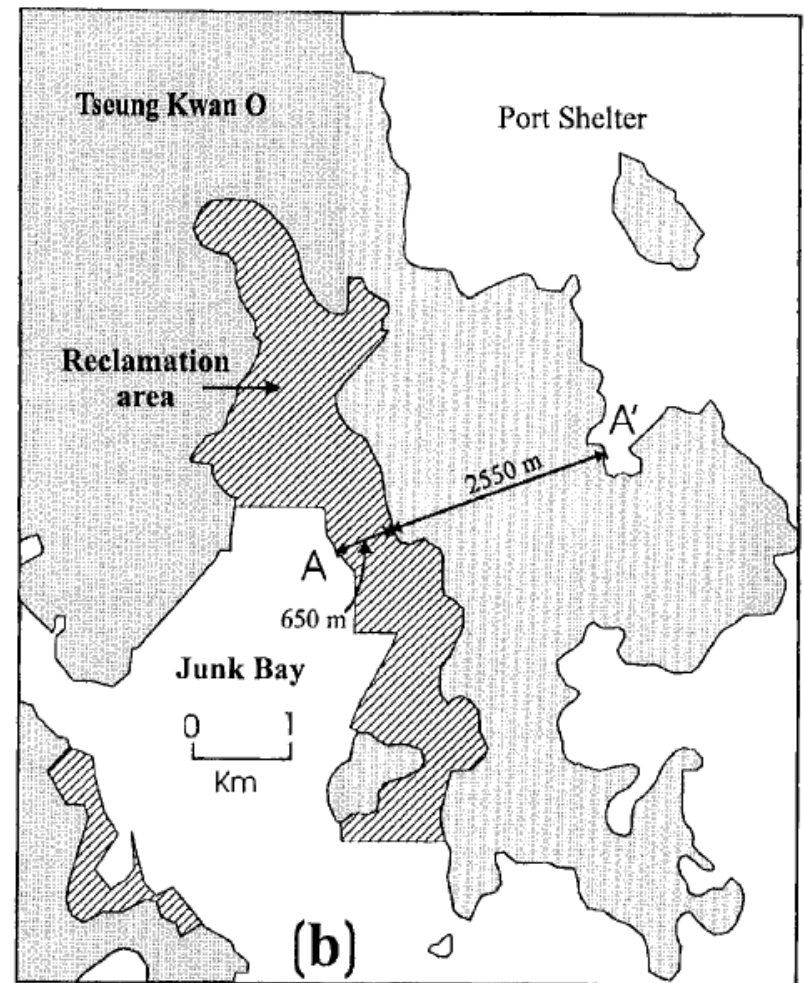 Tseung Kwan O
Port Shelter
Reclamation
area
A'
2550 m
A
650 m
Junk Bay
0 1
Km
(b)